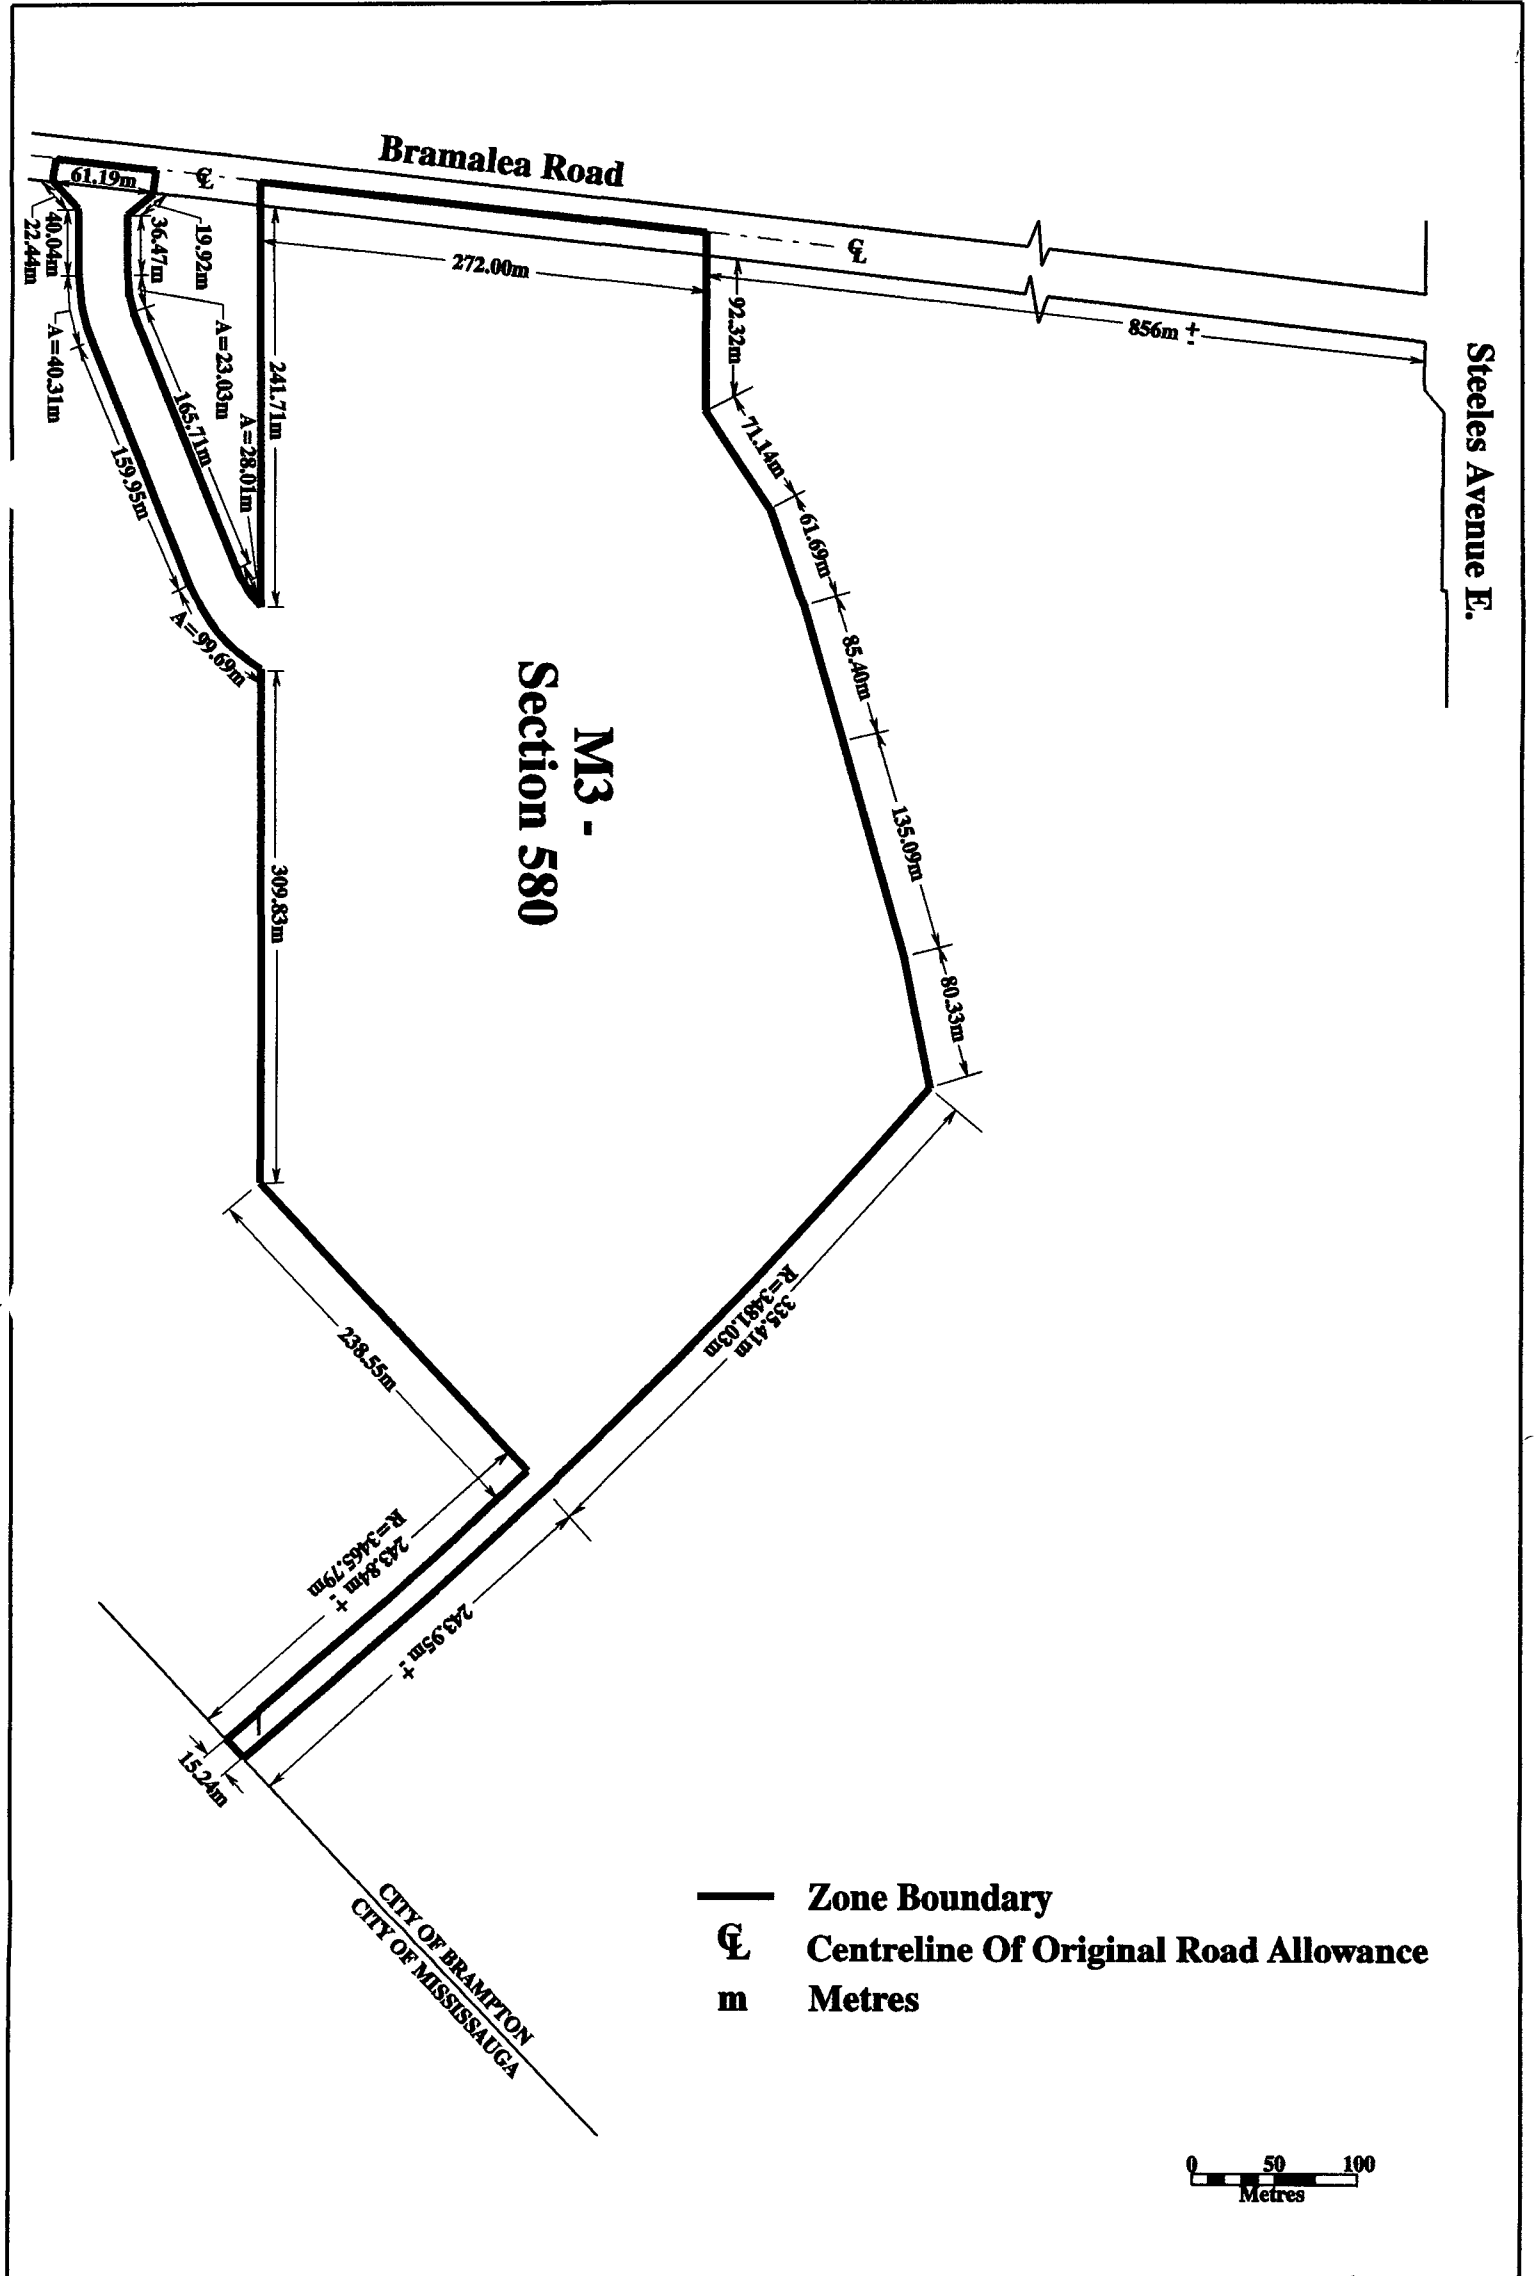 Bramalea Road
Steeles Avenue E.
61.19m
℄
19.92m
36.47m
40.04m
22.44m
A=23.03m
A=40.31m
165.71m
A=28.01m
159.95m
A=99.69m
241.71m
272.00m
℄
856m +-
92.32m
71.14m
61.69m
85.40m
135.09m
80.33m
M3 -
Section 580
309.83m
335.41m
R=3481.03m
238.55m
243.84m +-
R=3465.79m
243.95m +-
15.24m
CITY OF BRAMPTON
CITY OF MISSISSAUGA
Zone Boundary
℄ Centreline Of Original Road Allowance
m Metres
0 50 100
Metres